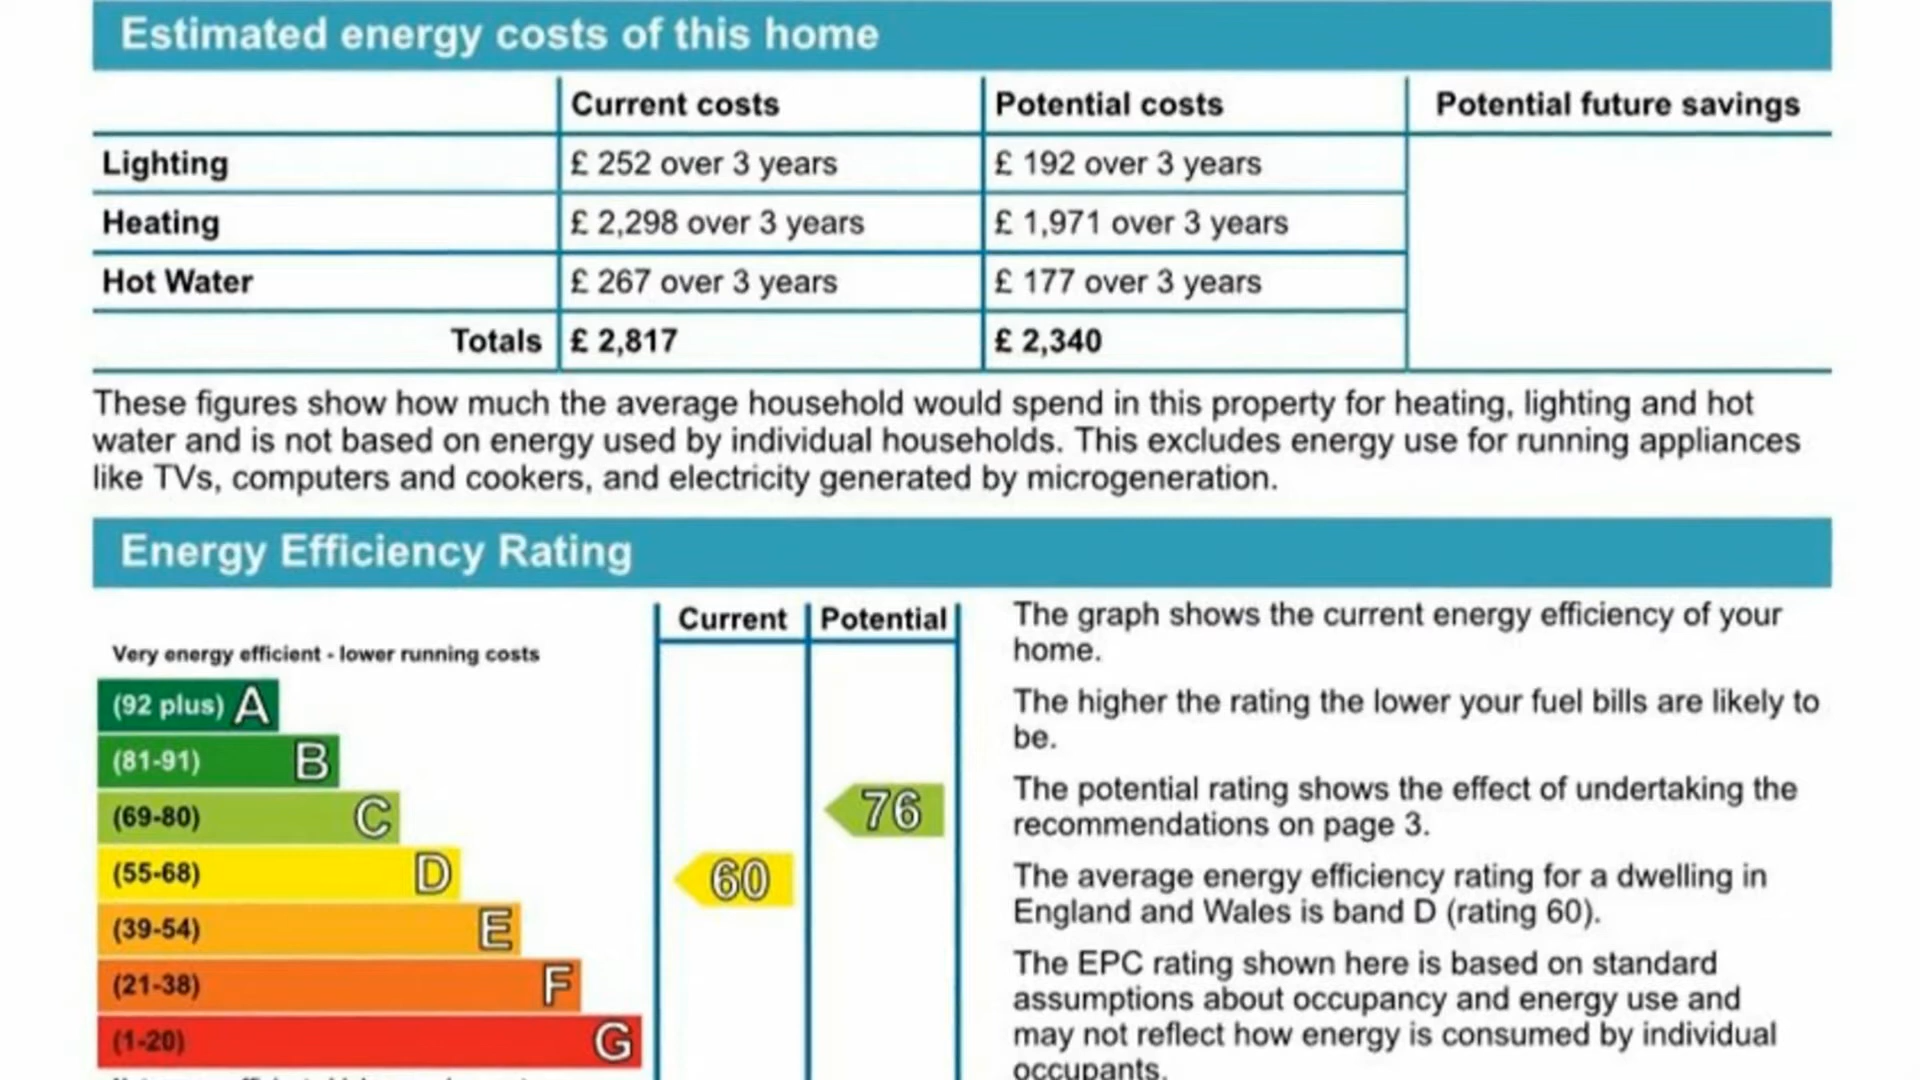 Estimated energy costs of this home
Current costs Potential costs Potential future savings
Lighting £ 252 over 3 years £ 192 over 3 years
Heating £ 2,298 over 3 years £ 1,971 over 3 years
Hot Water £ 267 over 3 years £ 177 over 3 years
Totals £ 2,817 £ 2,340
These figures show how much the average household would spend in this property for heating, lighting and hot
water and is not based on energy used by individual households. This excludes energy use for running appliances
like TVs, computers and cookers, and electricity generated by microgeneration.
Energy Efficiency Rating
Current Potential
Very energy efficient - lower running costs
(92 plus) A
(81-91) B
(69-80) C
(55-68) D
(39-54) E
(21-38) F
(1-20) G
60
76
The graph shows the current energy efficiency of your
home.
The higher the rating the lower your fuel bills are likely to
be.
The potential rating shows the effect of undertaking the
recommendations on page 3.
The average energy efficiency rating for a dwelling in
England and Wales is band D (rating 60).
The EPC rating shown here is based on standard
assumptions about occupancy and energy use and
may not reflect how energy is consumed by individual
occupants.